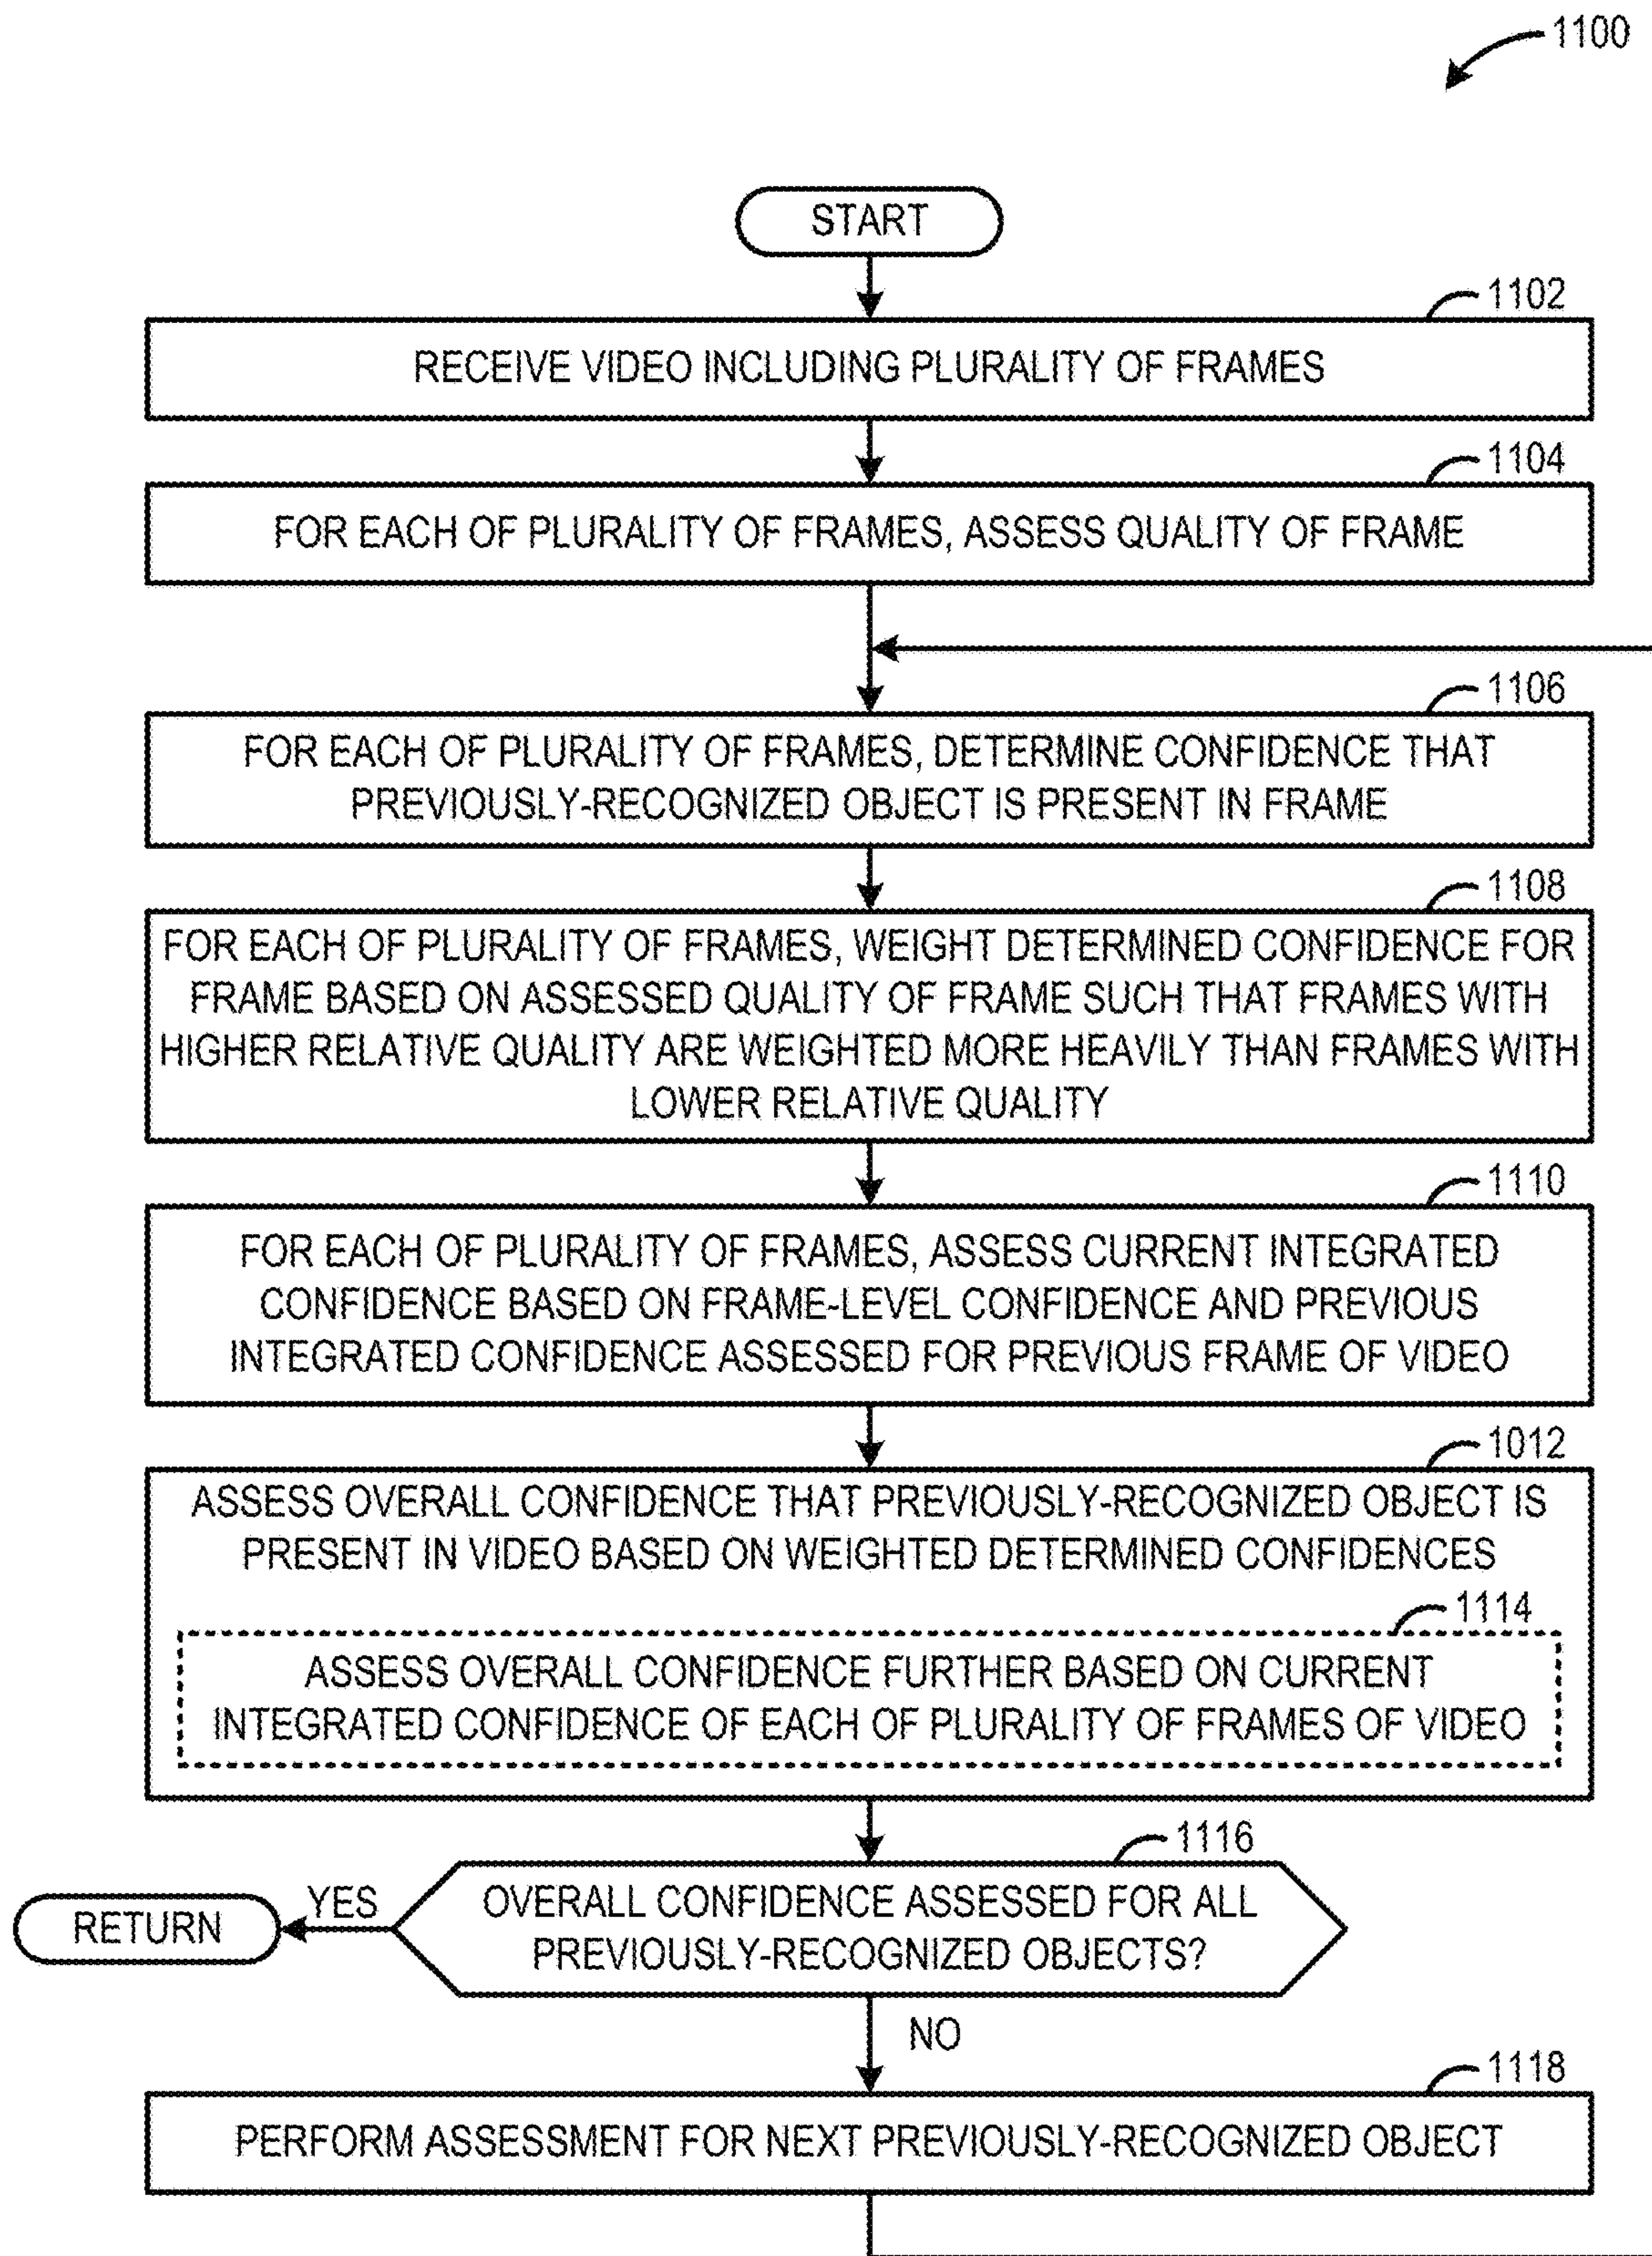 1100
START
1102
RECEIVE VIDEO INCLUDING PLURALITY OF FRAMES
1104
FOR EACH OF PLURALITY OF FRAMES, ASSESS QUALITY OF FRAME
1106
FOR EACH OF PLURALITY OF FRAMES, DETERMINE CONFIDENCE THAT
PREVIOUSLY-RECOGNIZED OBJECT IS PRESENT IN FRAME
1108
FOR EACH OF PLURALITY OF FRAMES, WEIGHT DETERMINED CONFIDENCE FOR
FRAME BASED ON ASSESSED QUALITY OF FRAME SUCH THAT FRAMES WITH
HIGHER RELATIVE QUALITY ARE WEIGHTED MORE HEAVILY THAN FRAMES WITH
LOWER RELATIVE QUALITY
1110
FOR EACH OF PLURALITY OF FRAMES, ASSESS CURRENT INTEGRATED
CONFIDENCE BASED ON FRAME-LEVEL CONFIDENCE AND PREVIOUS
INTEGRATED CONFIDENCE ASSESSED FOR PREVIOUS FRAME OF VIDEO
1012
ASSESS OVERALL CONFIDENCE THAT PREVIOUSLY-RECOGNIZED OBJECT IS
PRESENT IN VIDEO BASED ON WEIGHTED DETERMINED CONFIDENCES
1114
ASSESS OVERALL CONFIDENCE FURTHER BASED ON CURRENT
INTEGRATED CONFIDENCE OF EACH OF PLURALITY OF FRAMES OF VIDEO
1116
OVERALL CONFIDENCE ASSESSED FOR ALL
PREVIOUSLY-RECOGNIZED OBJECTS?
YES
RETURN
NO
1118
PERFORM ASSESSMENT FOR NEXT PREVIOUSLY-RECOGNIZED OBJECT